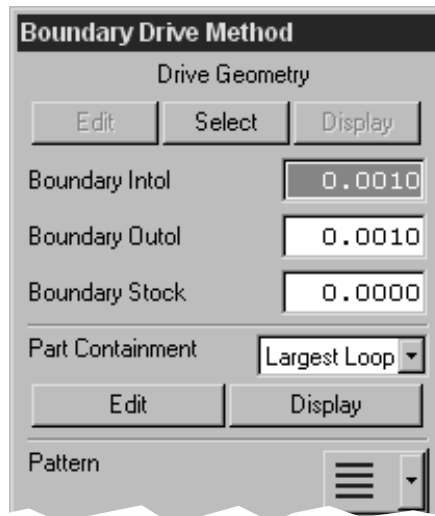 Boundary Drive Method
Drive Geometry
Edit Select Display
Boundary Intol 0.0010
Boundary Outol 0.0010
Boundary Stock 0.0000
Part Containment Largest Loop
Edit Display
Pattern